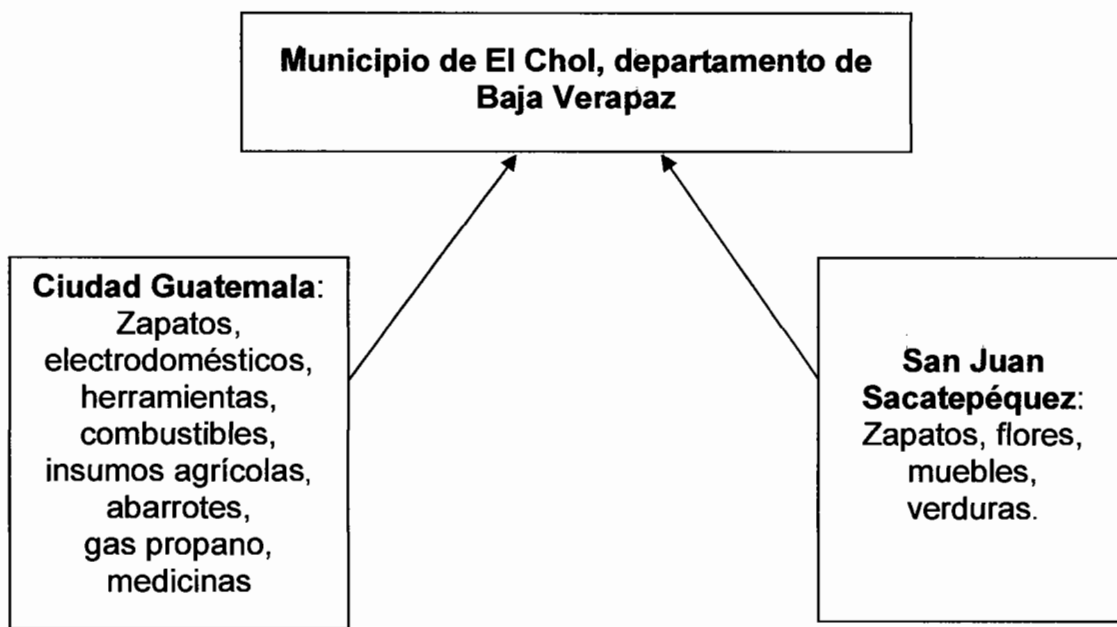 Municipio de El Chol, departamento de
Baja Verapaz
Ciudad Guatemala:
Zapatos,
electrodomésticos,
herramientas,
combustibles,
insumos agrícolas,
abarrotes,
gas propano,
medicinas
San Juan
Sacatepéquez:
Zapatos, flores,
muebles,
verduras.